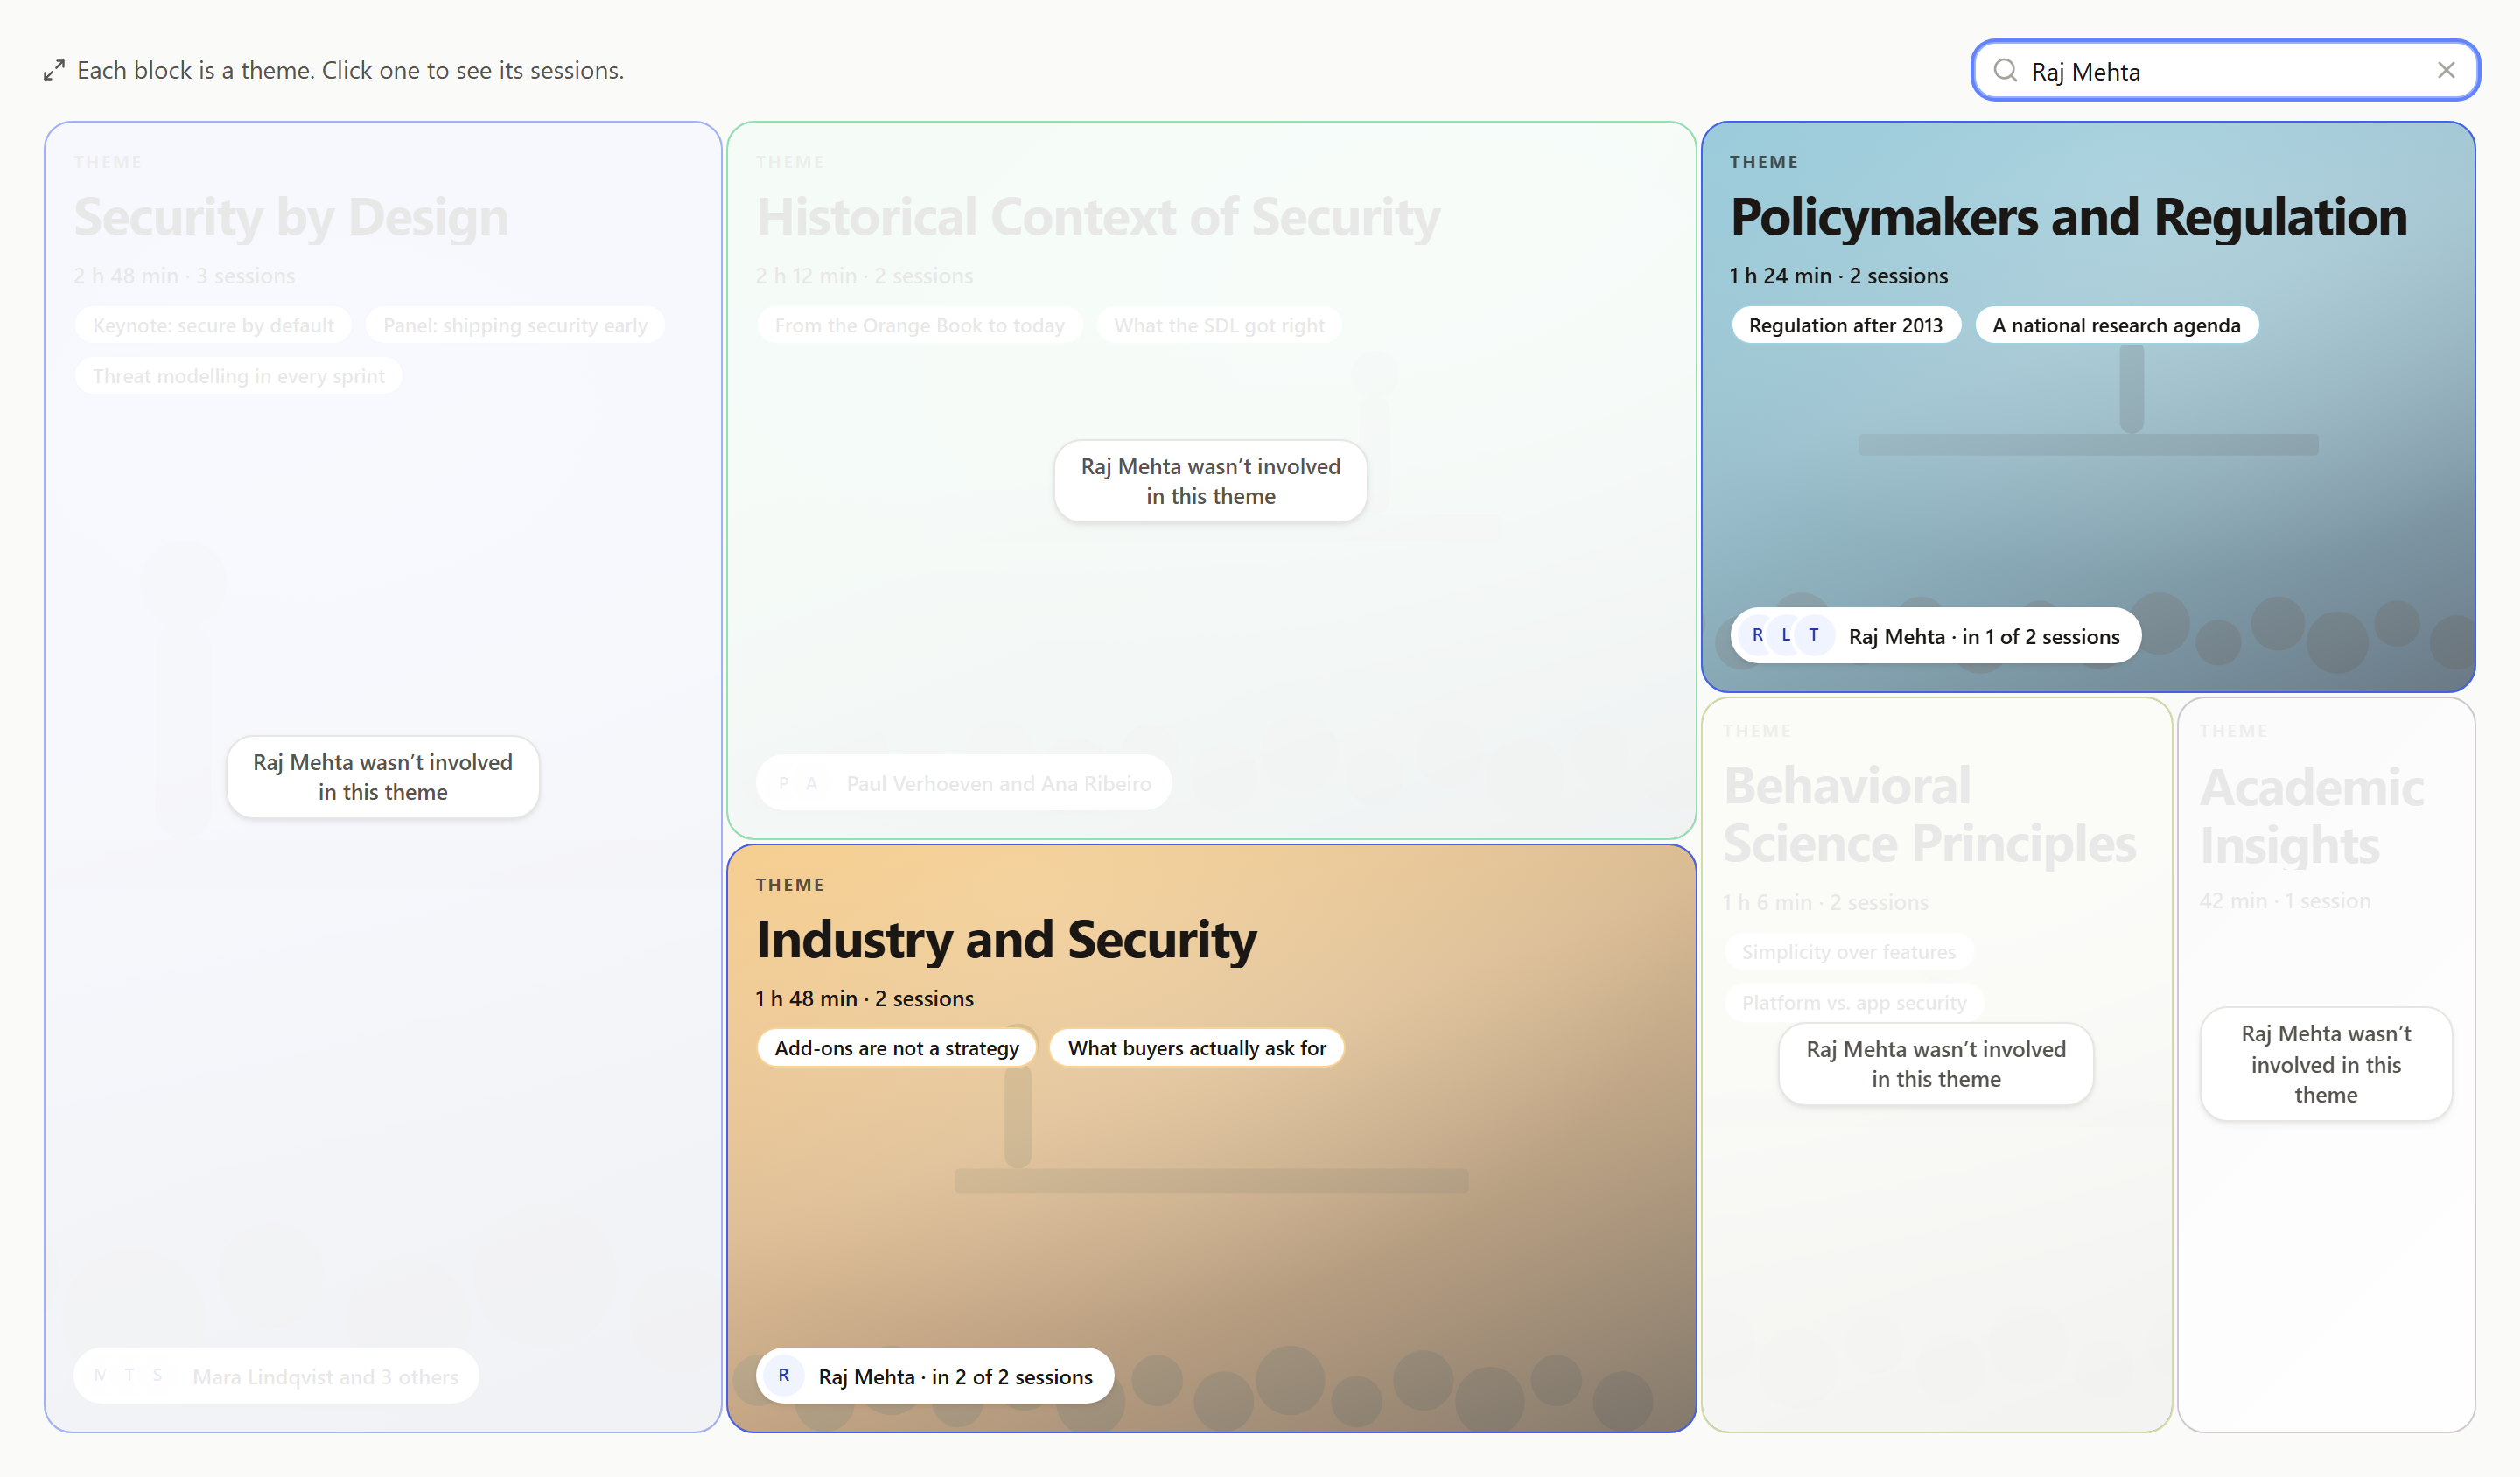 Each block is a theme. Click one to see its sessions.
Raj Mehta
THEME
Security by Design
2 h 48 min · 3 sessions
Keynote: secure by default
Panel: shipping security early
Threat modelling in every sprint
Raj Mehta wasn’t involved
in this theme
M T S Mara Lindqvist and 3 others
THEME
Historical Context of Security
2 h 12 min · 2 sessions
From the Orange Book to today
What the SDL got right
Raj Mehta wasn’t involved
in this theme
P A Paul Verhoeven and Ana Ribeiro
THEME
Industry and Security
1 h 48 min · 2 sessions
Add-ons are not a strategy
What buyers actually ask for
R Raj Mehta · in 2 of 2 sessions
THEME
Policymakers and Regulation
1 h 24 min · 2 sessions
Regulation after 2013
A national research agenda
R L T Raj Mehta · in 1 of 2 sessions
THEME
Behavioral
Science Principles
1 h 6 min · 2 sessions
Simplicity over features
Platform vs. app security
Raj Mehta wasn’t involved
in this theme
THEME
Academic
Insights
42 min · 1 session
Raj Mehta wasn’t
involved in this
theme